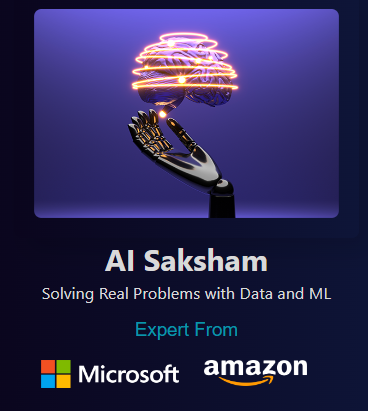 AI Saksham
Solving Real Problems with Data and ML
Expert From
Microsoft amazon